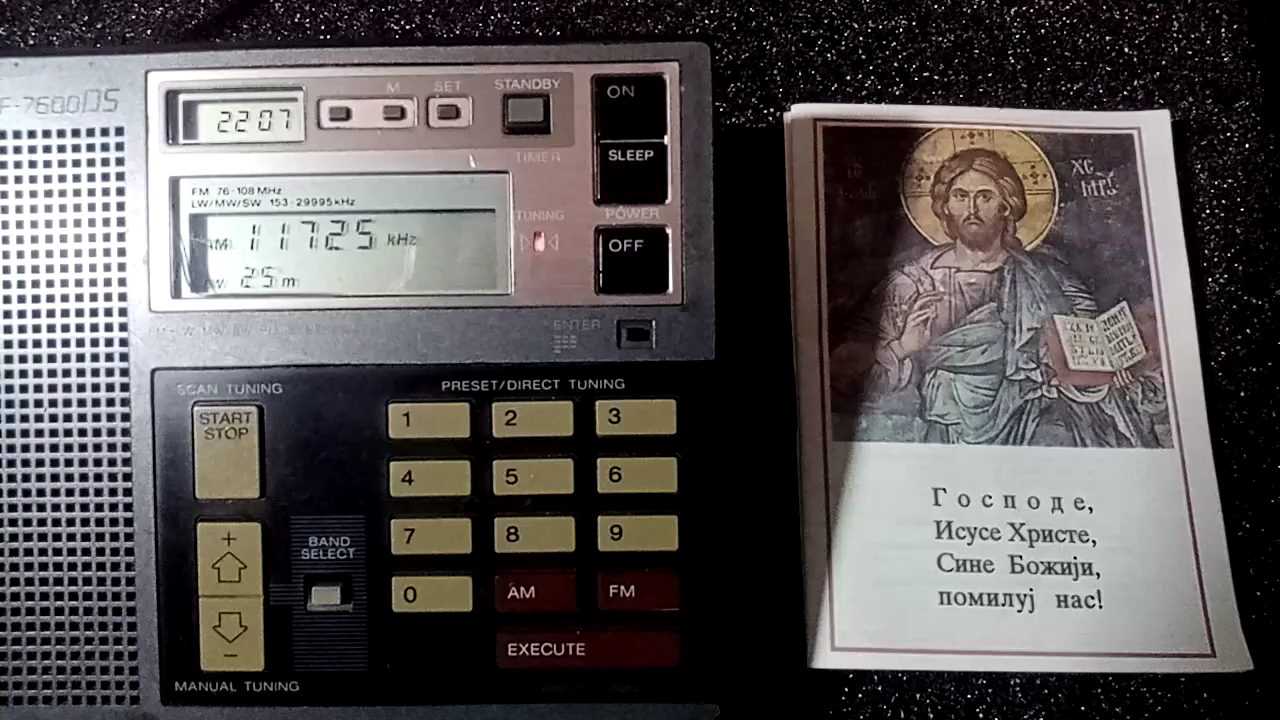 F-7600DS
2207
M
SET
STANDBY
TIMER
ON
SLEEP
POWER
OFF
FM 76-108 MHz
LW/MW/SW 153-29995 kHz
AM 11725 kHz
25 m
TUNING
ENTER
SCAN TUNING
START
STOP
PRESET/DIRECT TUNING
1 2 3
4 5 6
7 8 9
0 AM FM
EXECUTE
+
BAND
SELECT
−
MANUAL TUNING
Господе,
Исусе Христе,
Сине Божији,
помилуј нас!